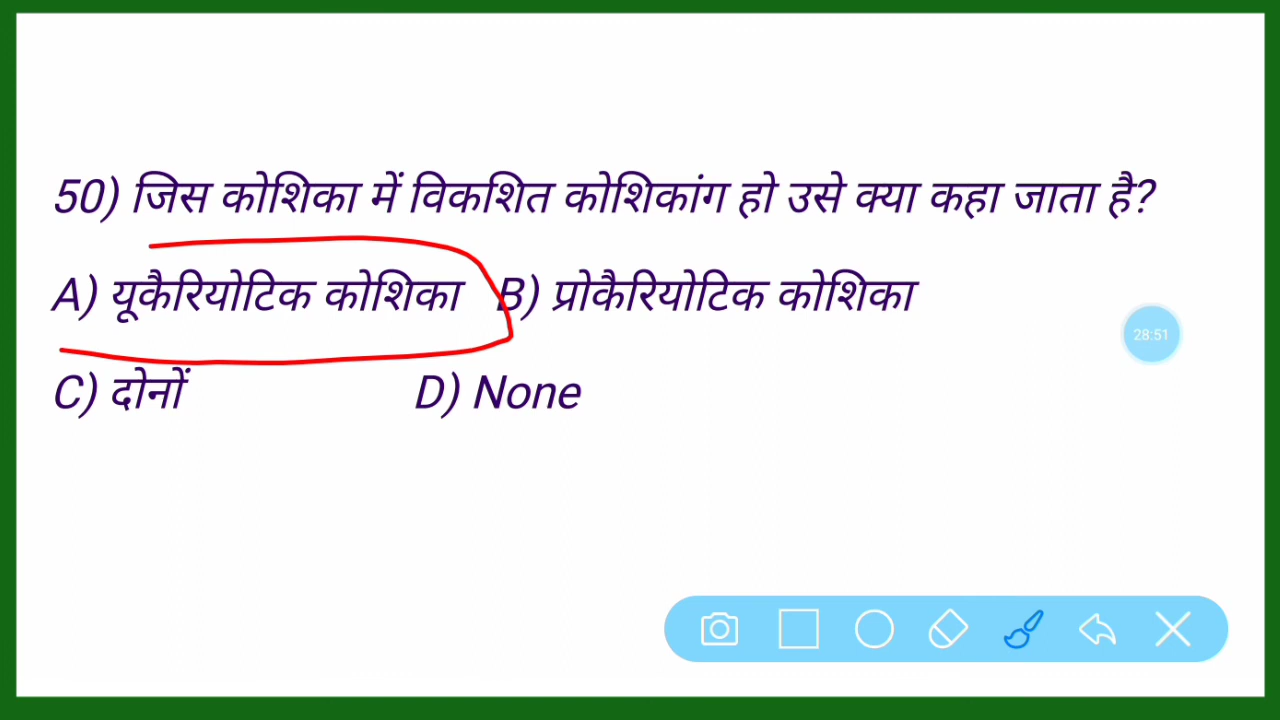 50) जिस कोशिका में विकशित कोशिकांग हो उसे क्या कहा जाता है?
A) यूकैरियोटिक कोशिका B) प्रोकैरियोटिक कोशिका
28:51
C) दोनों D) None